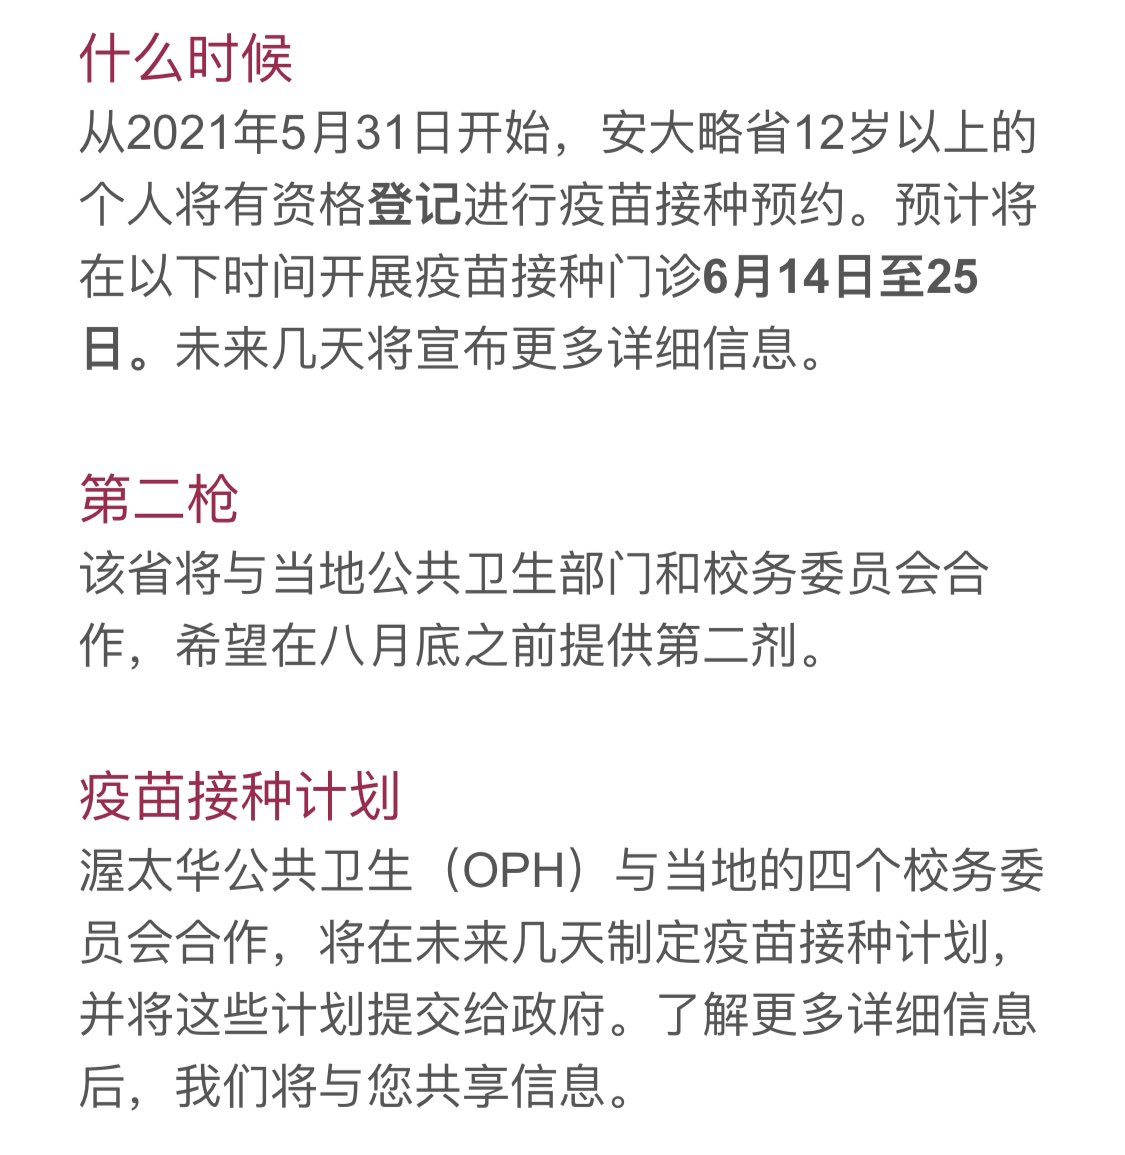 什么时候
从2021年5月31日开始，安大略省12岁以上的
个人将有资格登记进行疫苗接种预约。预计将
在以下时间开展疫苗接种门诊6月14日至25
日。未来几天将宣布更多详细信息。
第二枪
该省将与当地公共卫生部门和校务委员会合
作，希望在八月底之前提供第二剂。
疫苗接种计划
渥太华公共卫生（OPH）与当地的四个校务委
员会合作，将在未来几天制定疫苗接种计划，
并将这些计划提交给政府。了解更多详细信息
后，我们将与您共享信息。